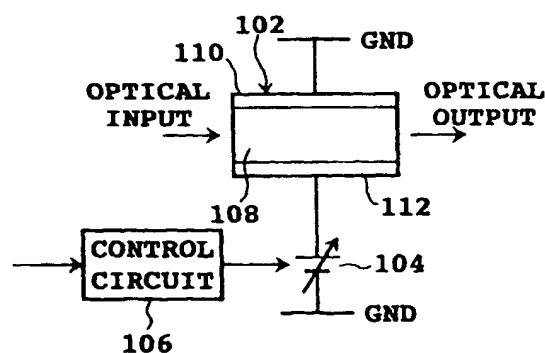 102
GND
110
OPTICAL
INPUT
OPTICAL
OUTPUT
108
112
CONTROL
CIRCUIT
104
106
GND